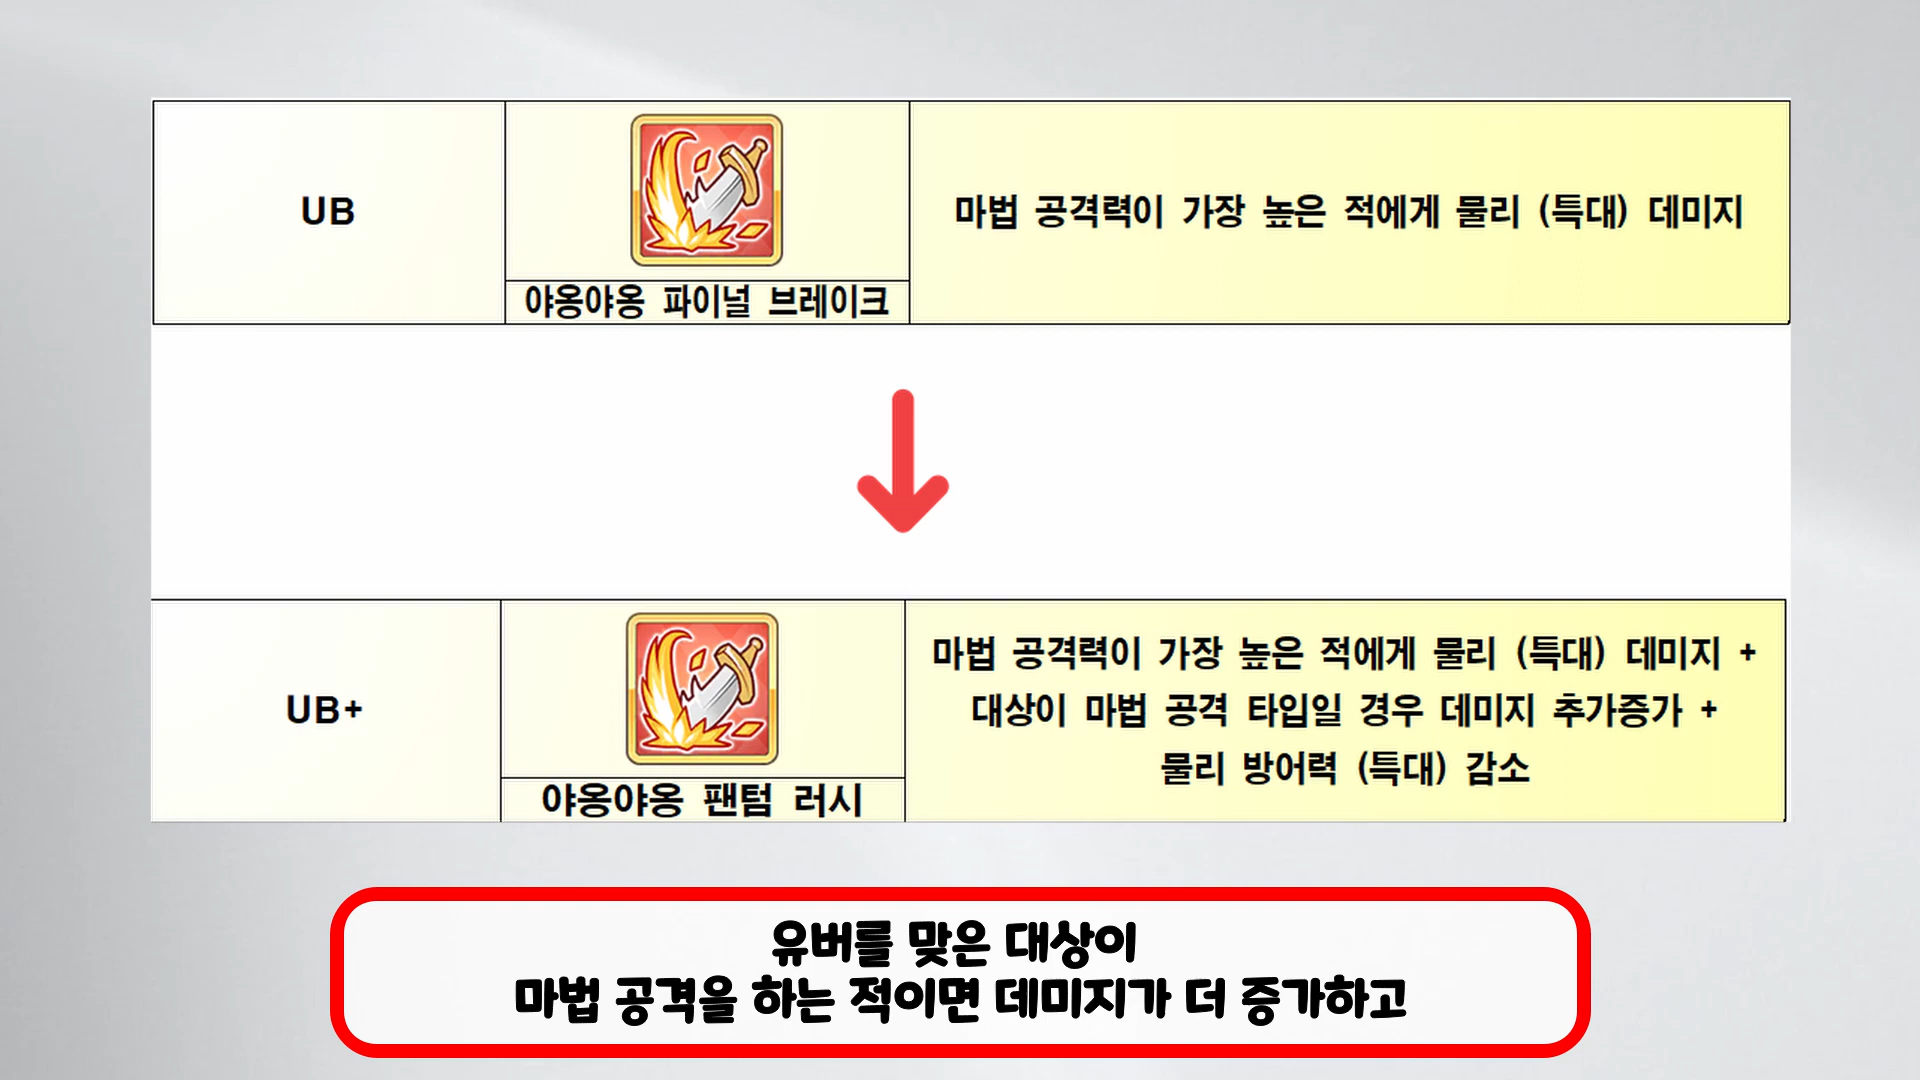 UB
야옹야옹 파이널 브레이크
마법 공격력이 가장 높은 적에게 물리 (특대) 데미지
UB+
야옹야옹 팬텀 러시
마법 공격력이 가장 높은 적에게 물리 (특대) 데미지 +
대상이 마법 공격 타입일 경우 데미지 추가증가 +
물리 방어력 (특대) 감소
유버를 맞은 대상이
마법 공격을 하는 적이면 데미지가 더 증가하고